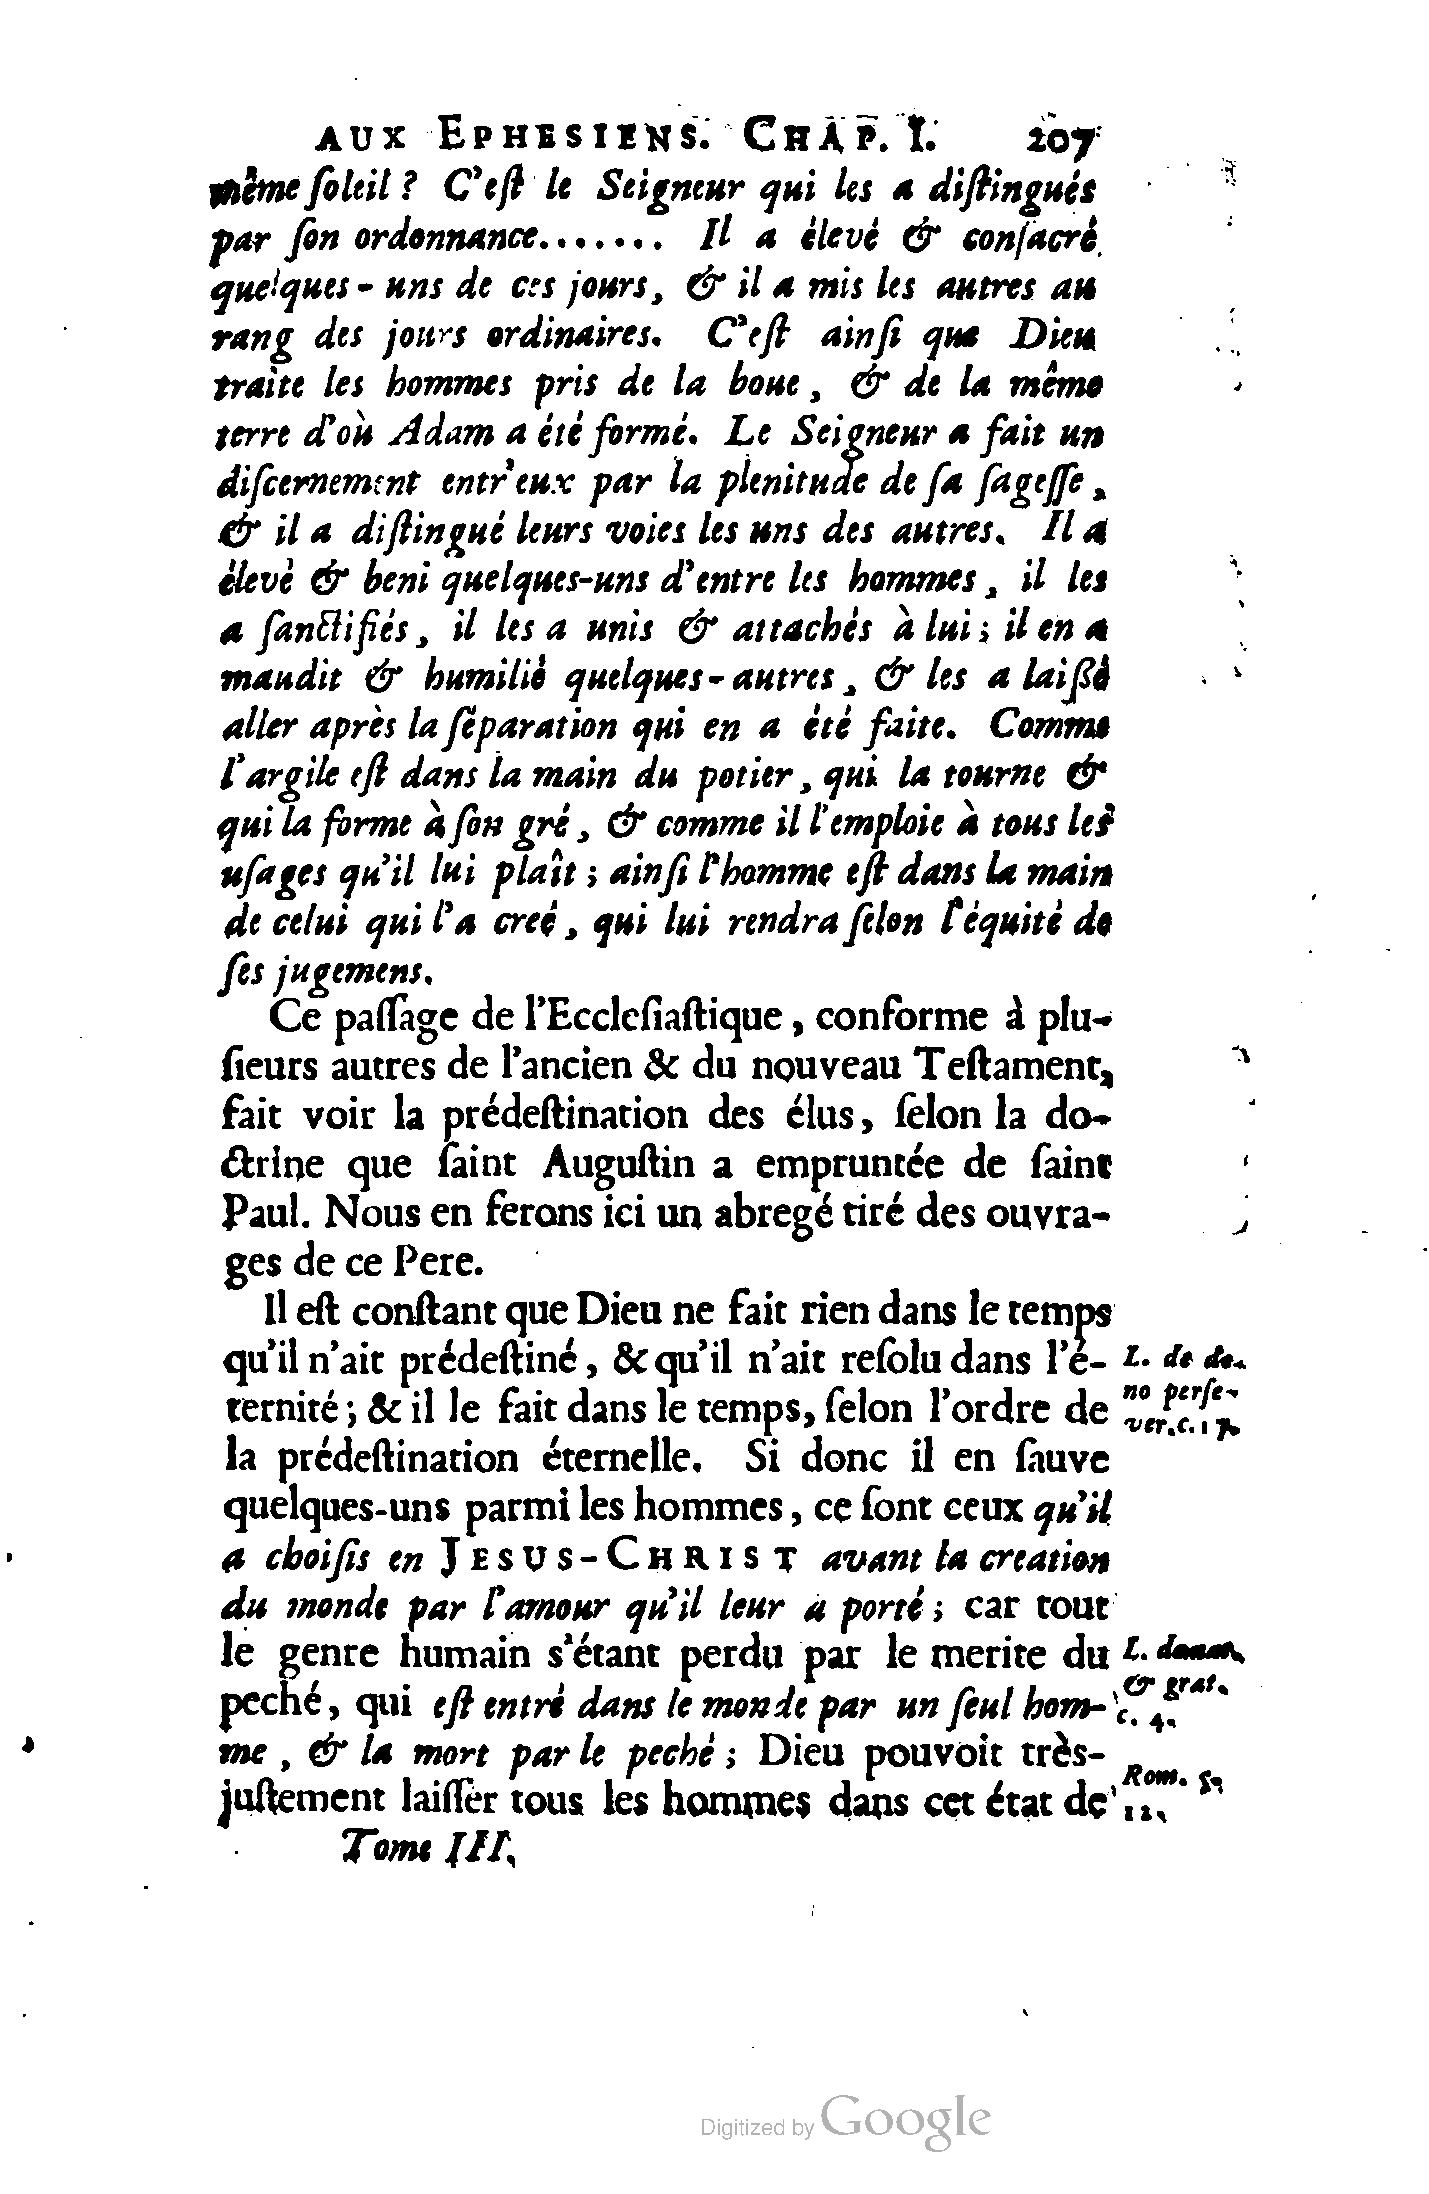 AUX EPHESIENS. CHAP. I. 207
même ſoleil ? C'eſt le Seigneur qui les a diſtingués
par ſon ordonnance....... Il a élevé & conſacré
quelques-uns de ces jours, & il a mis les autres au
rang des jours ordinaires. C'eſt ainſi que Dieu
traite les hommes pris de la boue, & de la même
terre d'où Adam a été formé. Le Seigneur a fait un
diſcernement entr'eux par la plenitude de ſa ſageſſe,
& il a diſtingué leurs voies les uns des autres. Il a
élevé & beni quelques-uns d'entre les hommes, il les
a ſanctifiés, il les a unis & attachés à lui ; il en a
maudit & humilié quelques-autres, & les a laißé
aller après la ſéparation qui en a été faite. Comme
l'argile eſt dans la main du potier, qui la tourne &
qui la forme à ſon gré, & comme il l'emploie à tous les
uſages qu'il lui plaît ; ainſi l'homme eſt dans la main
de celui qui l'a creé, qui lui rendra ſelon l'équité de
ſes jugemens.
Ce paſſage de l'Eccleſiaſtique, conforme à plu-
ſieurs autres de l'ancien & du nouveau Teſtament,
fait voir la prédeſtination des élus, ſelon la do-
ctrine que ſaint Auguſtin a empruntée de ſaint
Paul. Nous en ferons ici un abregé tiré des ouvra-
ges de ce Pere.
Il eſt conſtant que Dieu ne fait rien dans le temps
qu'il n'ait prédeſtiné, & qu'il n'ait reſolu dans l'é-
ternité ; & il le fait dans le temps, ſelon l'ordre de
la prédeſtination éternelle. Si donc il en ſauve
quelques-uns parmi les hommes, ce ſont ceux qu'il
a choiſis en JESUS-CHRIST avant la creation
du monde par l'amour qu'il leur a porté ; car tout
le genre humain s'étant perdu par le merite du
peché, qui eſt entré dans le monde par un ſeul hom-
me, & la mort par le peché ; Dieu pouvoit très-
juſtement laiſſer tous les hommes dans cet état de
L. de do-
no perſe-
ver. c. 17.
L. de nat.
& grat.
c. 4.
Rom. 5.
12.
Tome III.
Digitized by Google